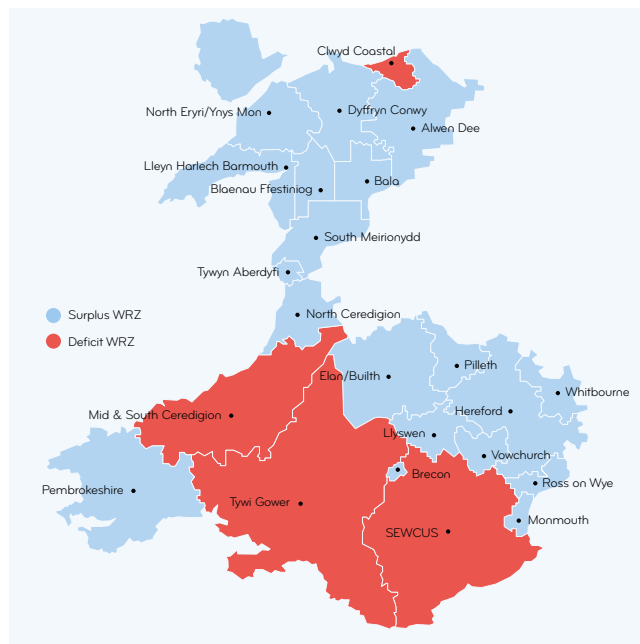 Clwyd Coastal
North Eryri/Ynys Mon
Dyffryn Conwy
Alwen Dee
Lleyn Harlech Barmouth
Blaenau Ffestiniog
Bala
South Meirionydd
Tywyn Aberdyfi
North Ceredigion
Surplus WRZ
Deficit WRZ
Elan/Builth
Pilleth
Whitbourne
Mid & South Ceredigion
Hereford
Llyswen
Vowchurch
Brecon
Ross on Wye
Pembrokeshire
Tywi Gower
Monmouth
SEWCUS